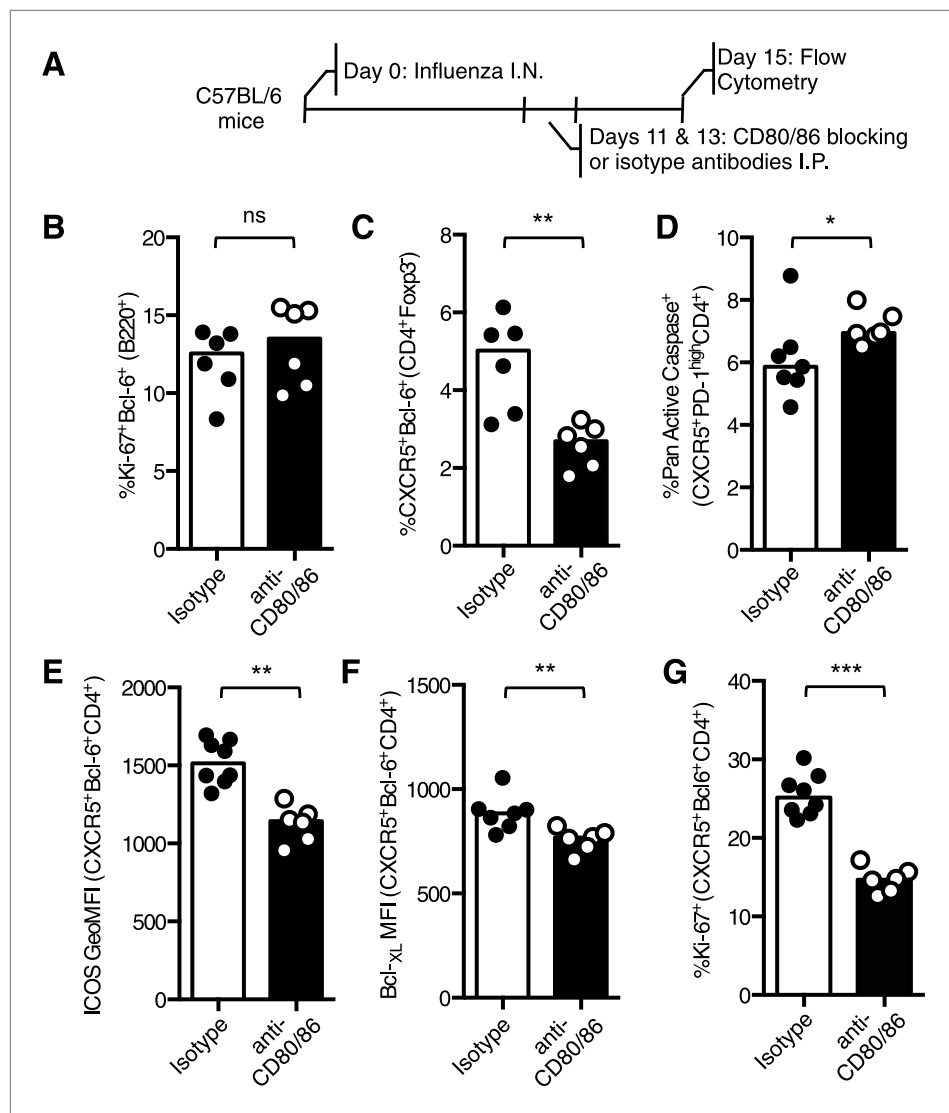 A
Day 0: Influenza I.N.
Day 15: Flow
Cytometry
C57BL/6
mice
Days 11 & 13: CD80/86 blocking
or isotype antibodies I.P.
B
ns
%Ki-67⁺Bcl-6⁺ (B220⁺)
20
15
10
5
0
Isotype
anti-
CD80/86
C
**
%CXCR5⁺Bcl-6⁺ (CD4⁺Foxp3⁻)
8
6
4
2
0
Isotype
anti-
CD80/86
D
*
%Pan Active Caspase⁺
(CXCR5⁺PD-1ʰⁱᵍʰCD4⁺)
10
8
6
4
2
0
Isotype
anti-
CD80/86
E
**
ICOS GeoMFI (CXCR5⁺Bcl-6⁺CD4⁺)
2000
1500
1000
500
0
Isotype
anti-
CD80/86
F
**
Bcl-XL MFI (CXCR5⁺Bcl-6⁺CD4⁺)
1500
1000
500
0
Isotype
anti-
CD80/86
G
***
%Ki-67⁺(CXCR5⁺Bcl6⁺CD4⁺)
40
30
20
10
0
Isotype
anti-
CD80/86